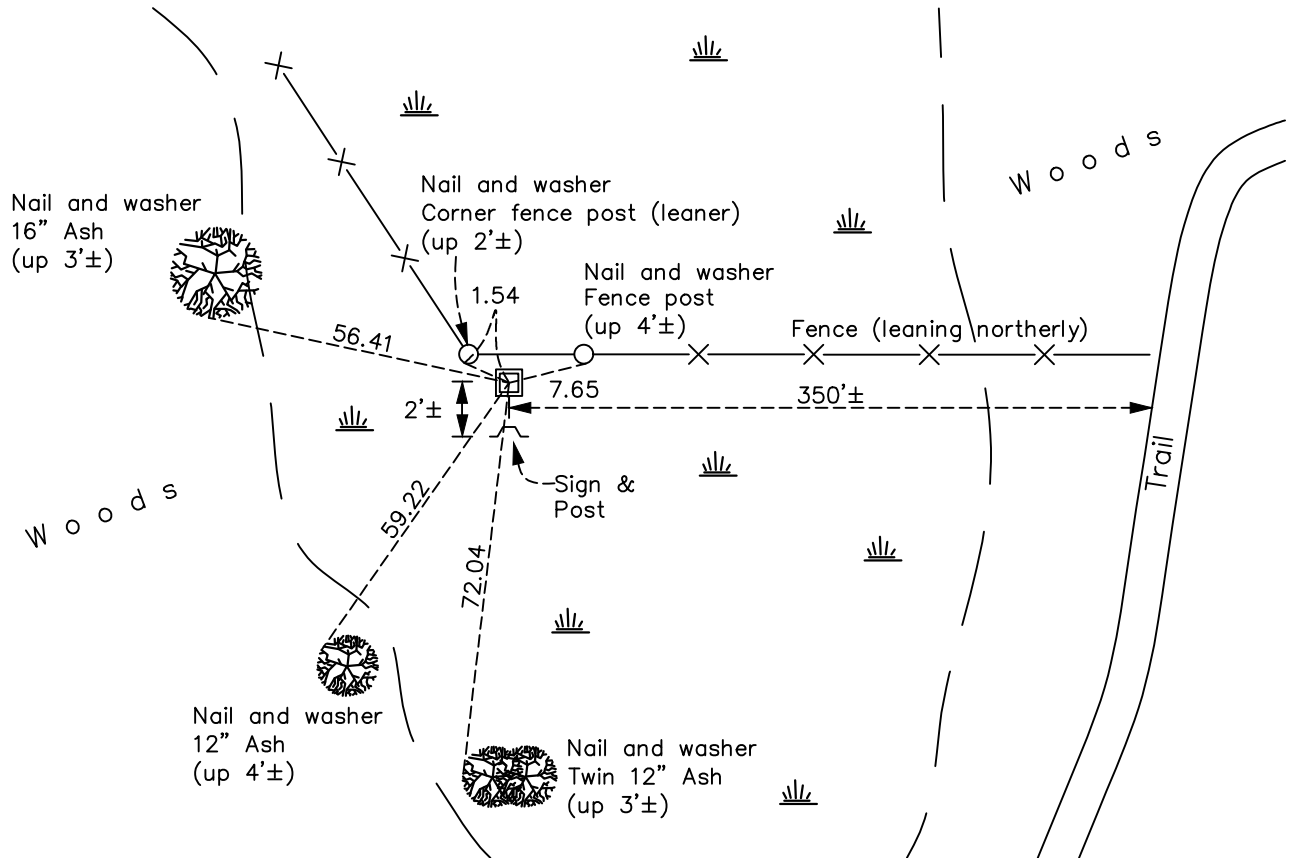 Woods
Nail and washer
Corner fence post (leaner)
(up 2'±)
Nail and washer
16” Ash
(up 3'±)
Nail and washer
Fence post
(up 4'±)
1.54
Fence (leaning northerly)
56.41
7.65
350'±
2'±
Trail
Sign &
Post
Woods
59.22
72.04
Nail and washer
12” Ash
(up 4'±)
Nail and washer
Twin 12” Ash
(up 3'±)